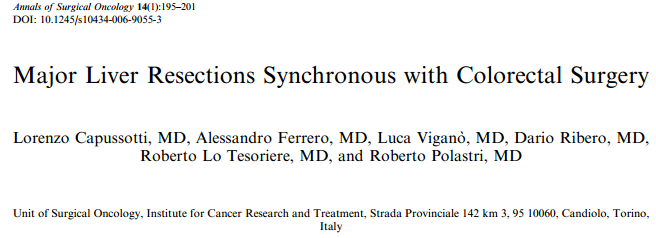 Annals of Surgical Oncology 14(1):195–201
DOI: 10.1245/s10434-006-9055-3
Major Liver Resections Synchronous with Colorectal Surgery
Lorenzo Capussotti, MD, Alessandro Ferrero, MD, Luca Viganò, MD, Dario Ribero, MD,
Roberto Lo Tesoriere, MD, and Roberto Polastri, MD
Unit of Surgical Oncology, Institute for Cancer Research and Treatment, Strada Provinciale 142 km 3, 95 10060, Candiolo, Torino,
Italy